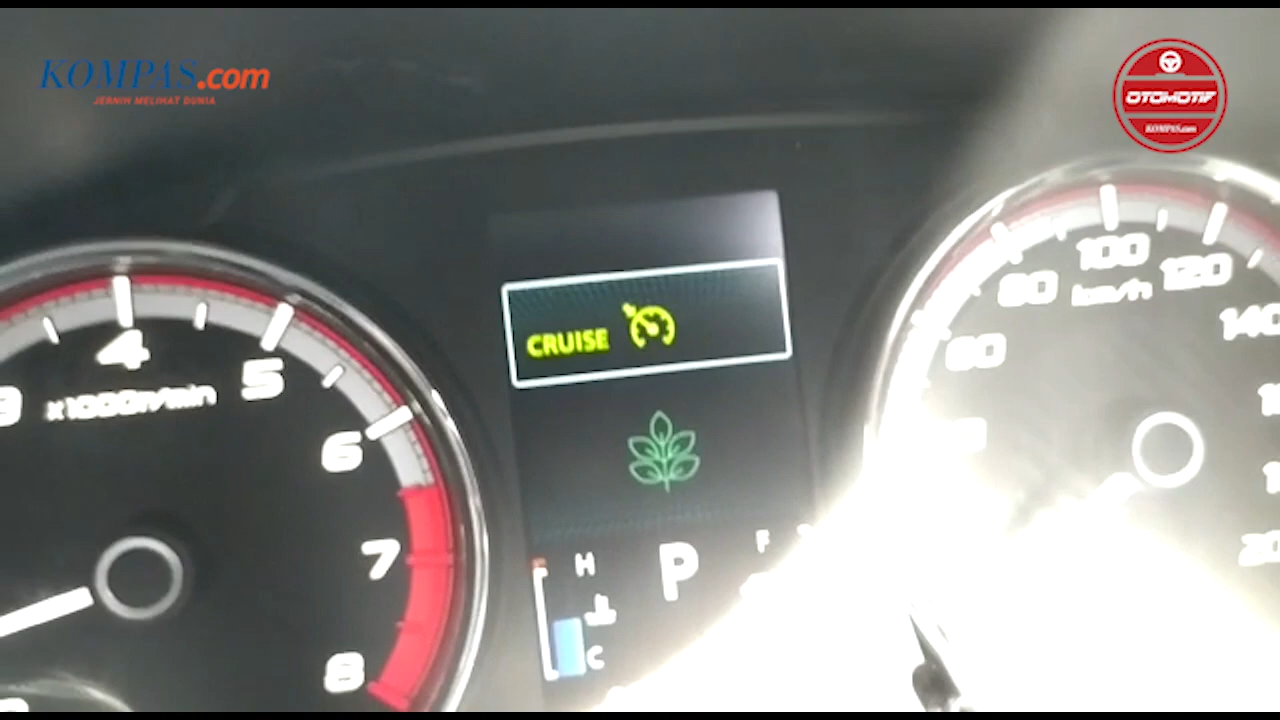 KOMPAS.com
JERNIH MELIHAT DUNIA
OTOMOTIF
KOMPAS.com
CRUISE
3
4
5
6
7
8
x1000r/min
H
C
P
F
60
80
100
120
140
km/h